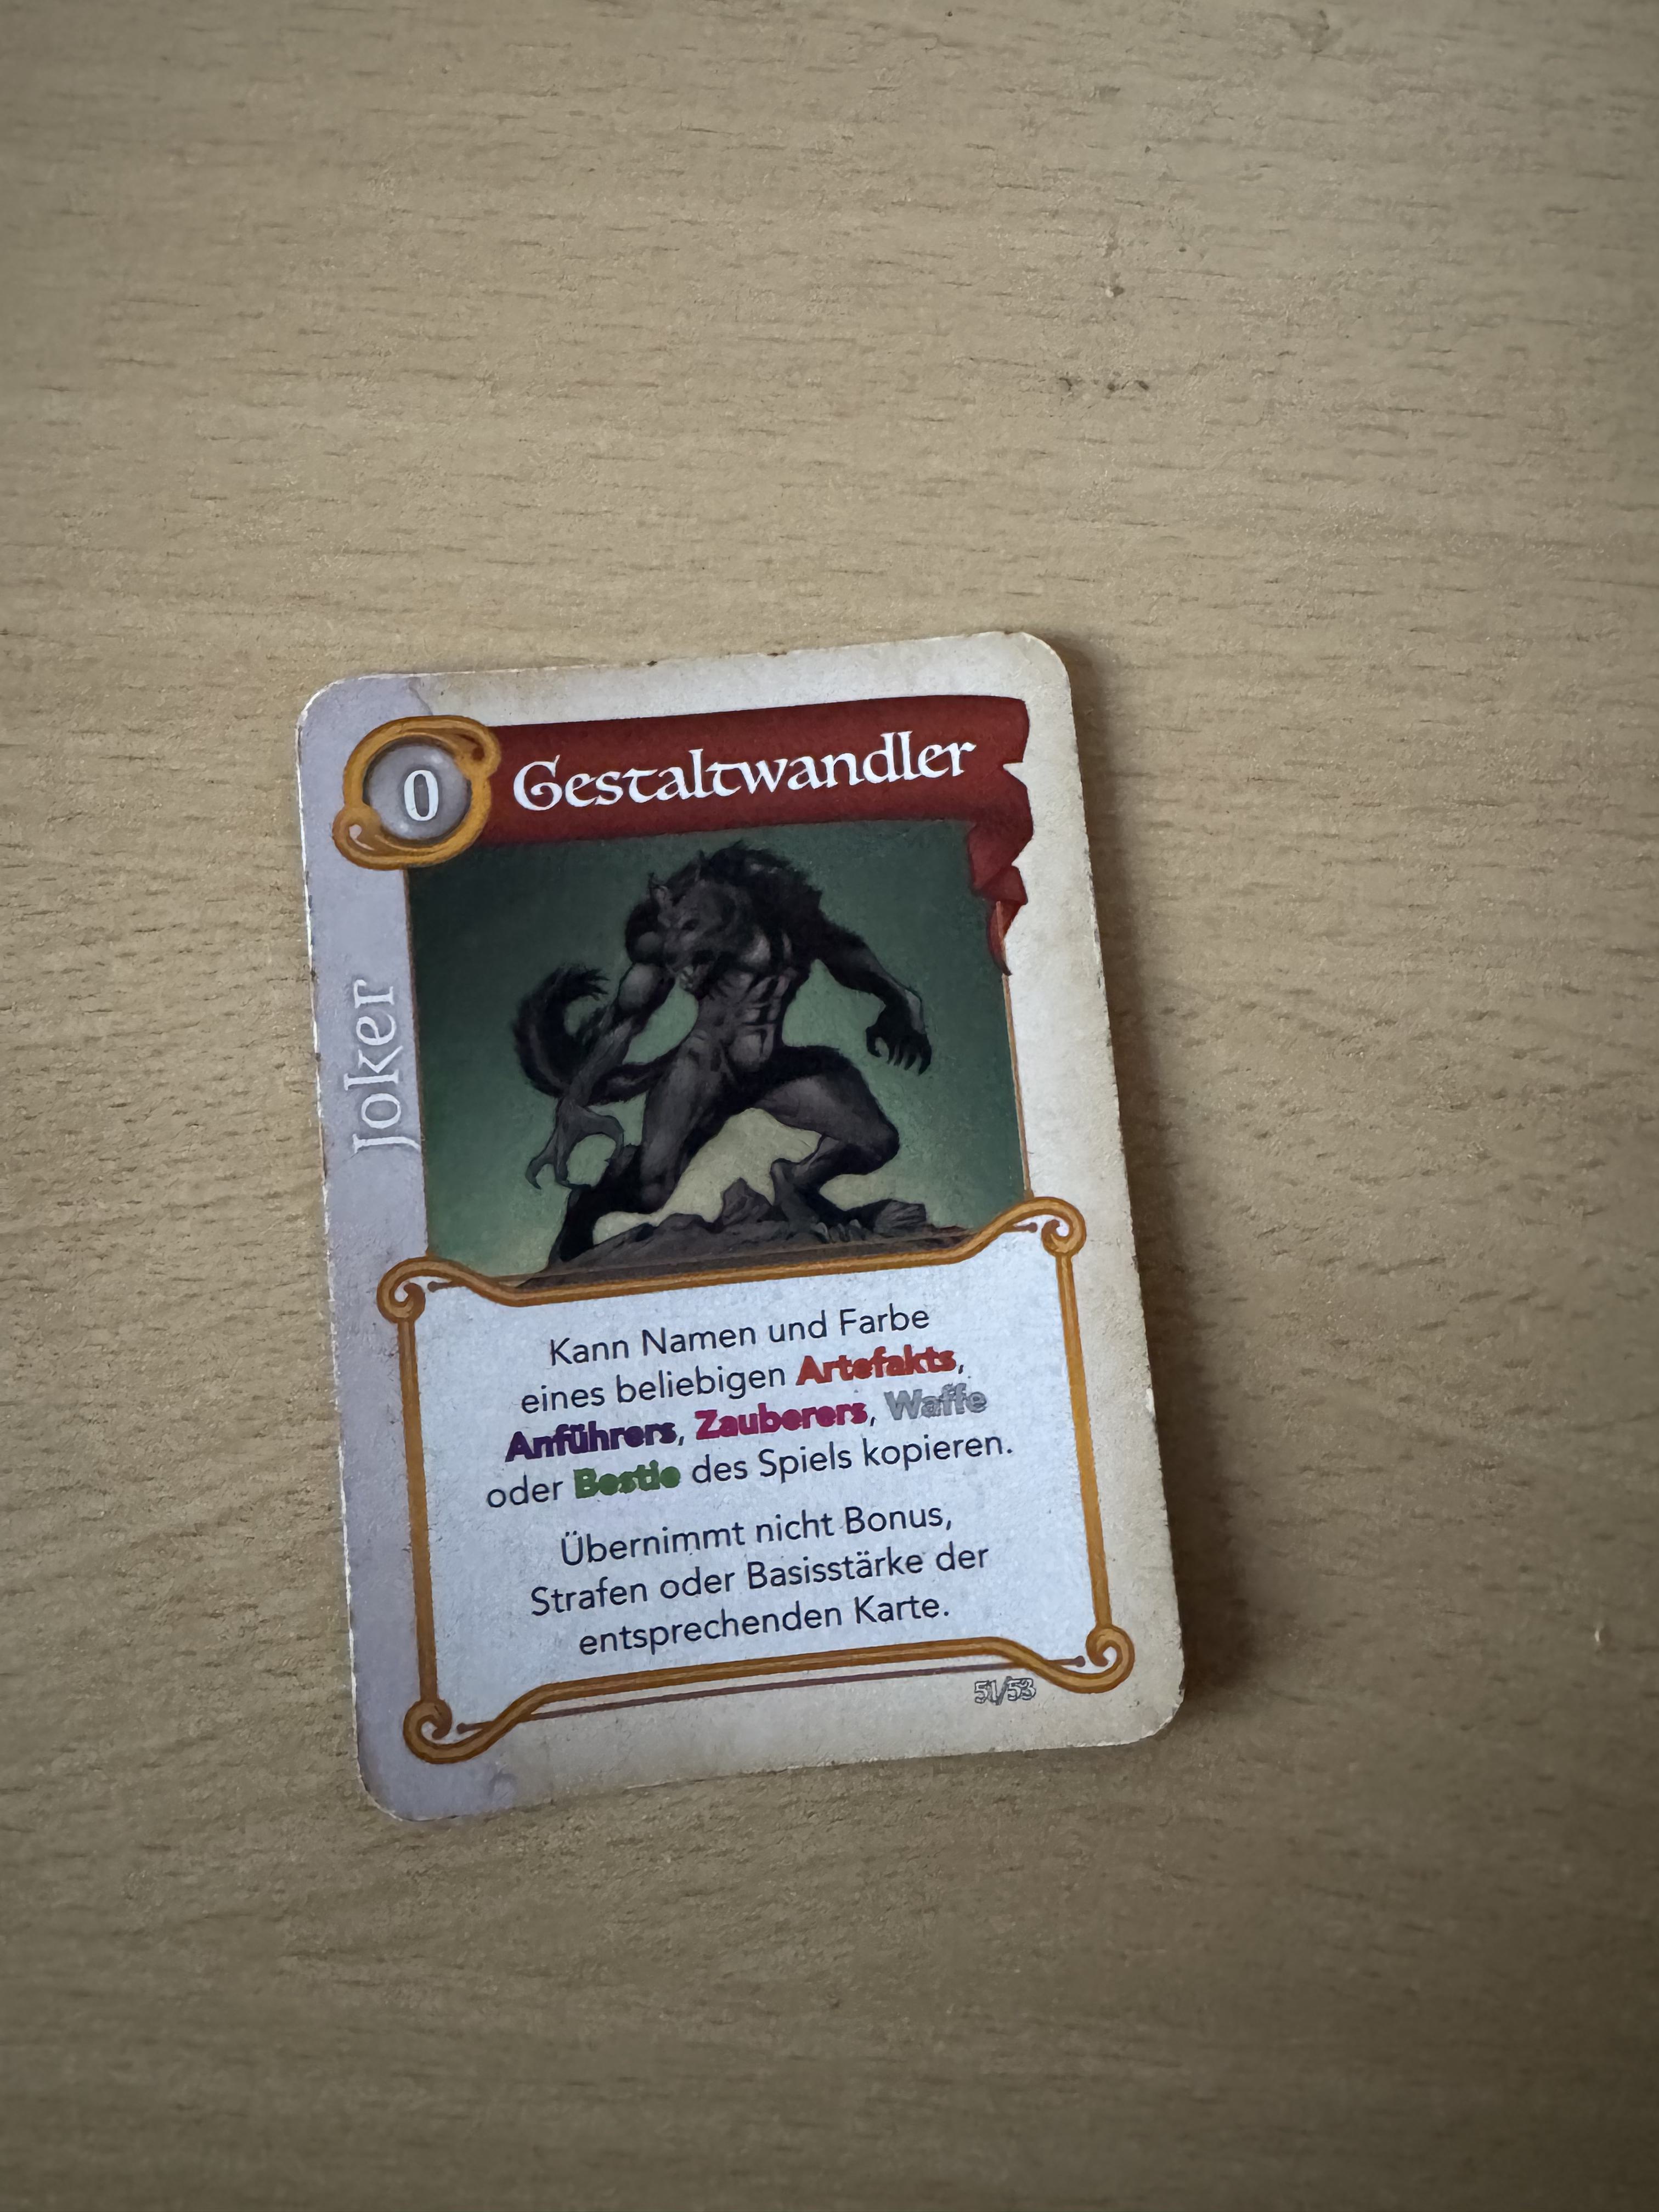 0
Gestaltwandler
Joker
Kann Namen und Farbe
eines beliebigen Artefakts,
Anführers, Zauberers, Waffe
oder Bestie des Spiels kopieren.
Übernimmt nicht Bonus,
Strafen oder Basisstärke der
entsprechenden Karte.
51/53